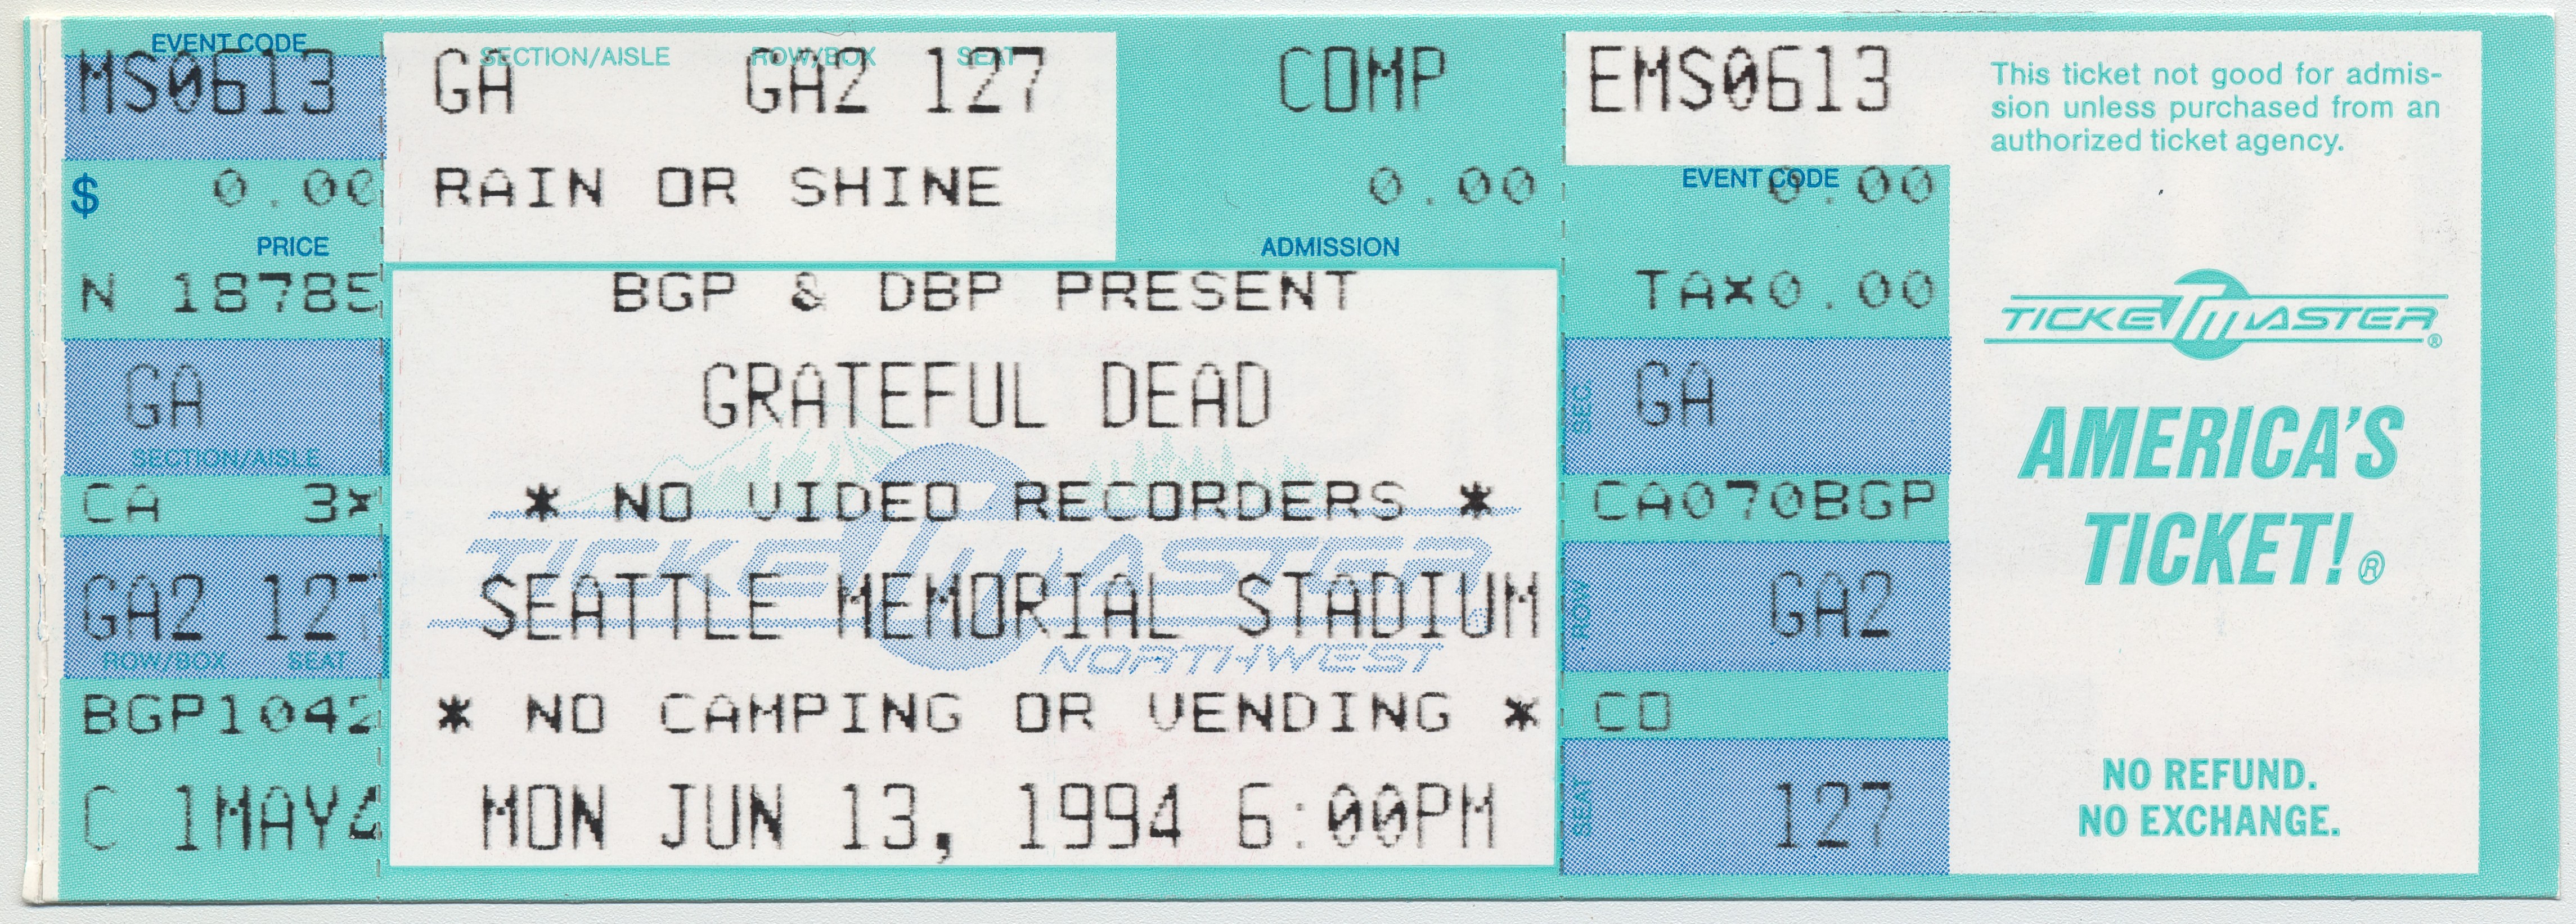 EVENT CODE
MS0613
$ 0.00
PRICE
N 18785
GA
SECTION/AISLE
CA 3*
GA2 127
ROW/BOX SEAT
BGP1042
C 1MAY4
SECTION/AISLE ROW/BOX SEAT
GA GA2 127
RAIN OR SHINE
COMP
0.00
ADMISSION
BGP & DBP PRESENT
GRATEFUL DEAD
* NO VIDEO RECORDERS *
TICKETMASTER
SEATTLE MEMORIAL STADIUM
NORTHWEST
* NO CAMPING OR VENDING *
MON JUN 13, 1994 6:00PM
EMS0613
EVENT CODE
0.00
TAX0.00
SEC.
GA
CA070BGP
ROW
GA2
CO
SEAT
127
This ticket not good for admis-
sion unless purchased from an
authorized ticket agency.
TICKETMASTER®
AMERICA'S
TICKET!®
NO REFUND.
NO EXCHANGE.